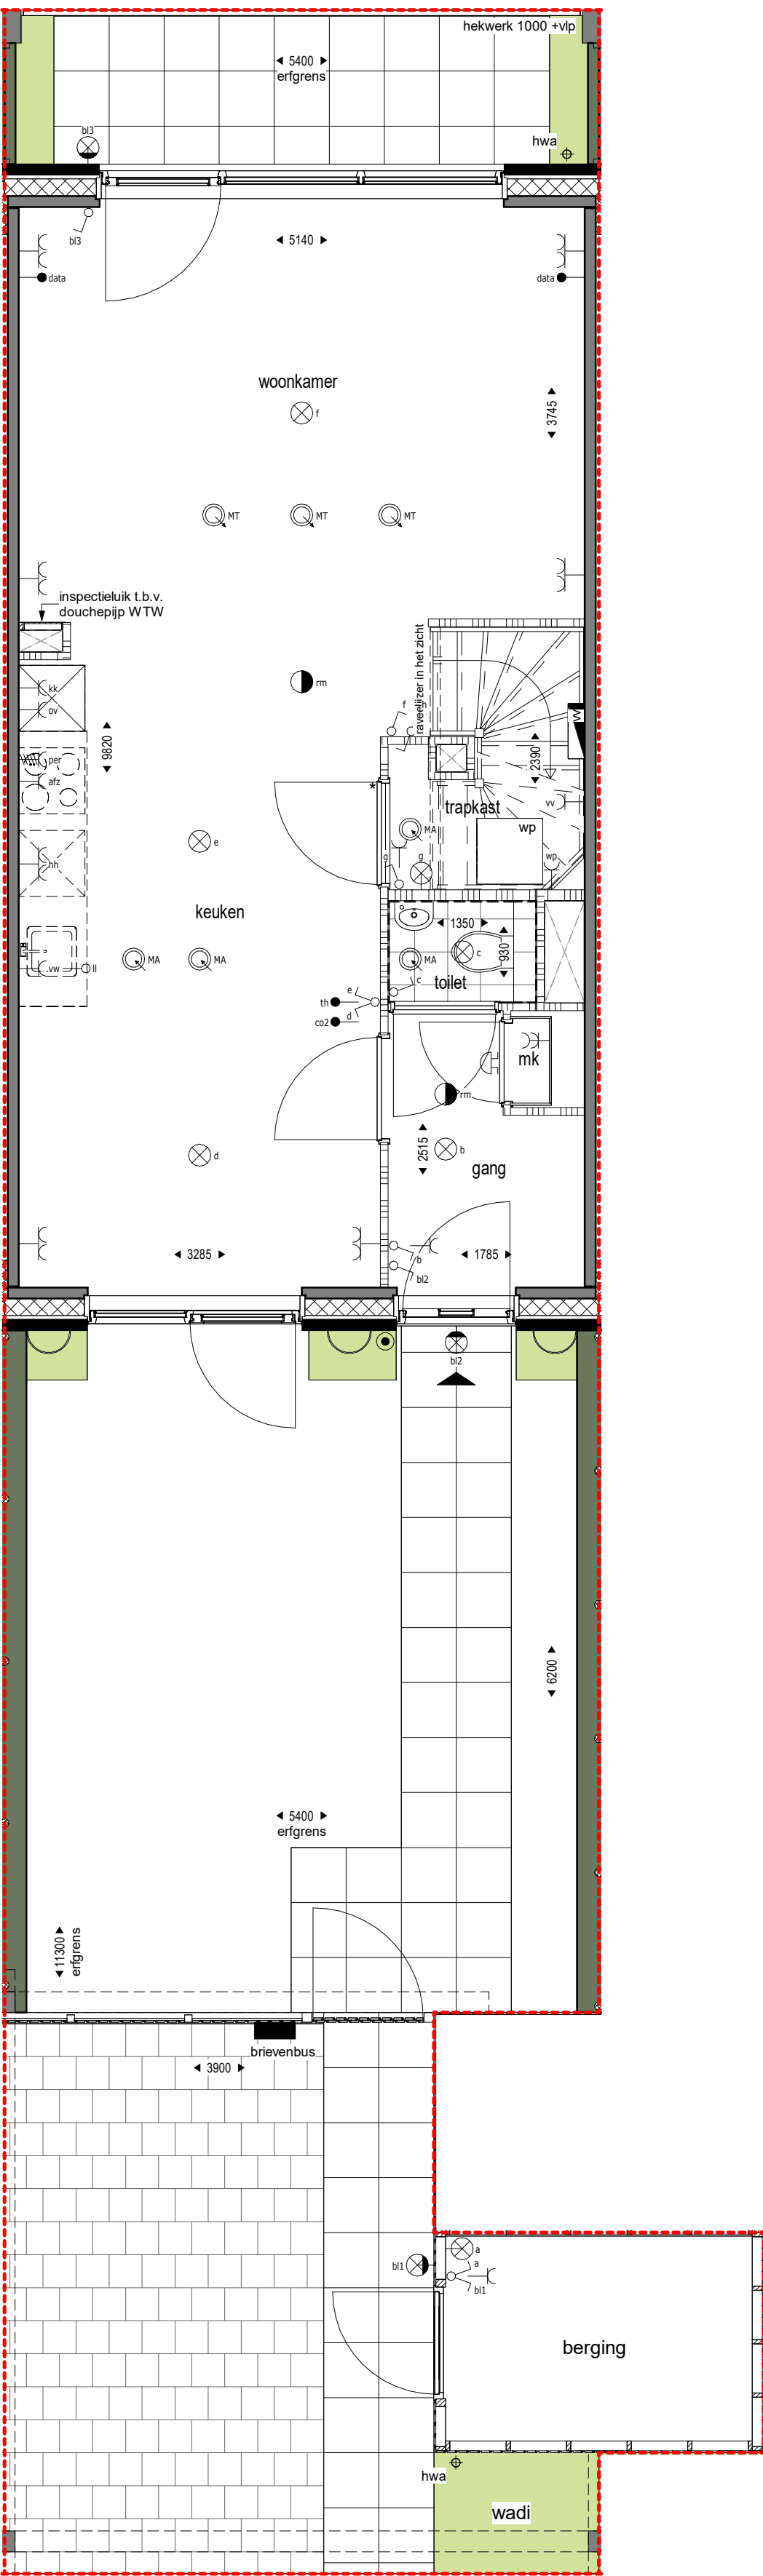 hekwerk 1000 +vlp
5400
erfgrens
bl3
hwa
bl3
5140
data
data
woonkamer
f
3745
MT
MT
MT
inspectieluik t.b.v.
douchepijp WTW
raveelijzer in het zicht
kk
ov
rm
f
h
vv
9820
per
afz
2390
*
trapkast
vv
MA
wp
e
hh
g
g
wp
keuken
1350
930
c
vw
ll
MA
MA
MA
toilet
c
e
th
d
co2
mk
rm
2515
b
d
gang
3285
b
1785
bl2
bl2
6200
5400
erfgrens
11300
erfgrens
brievenbus
3900
bl1
a
a
bl1
berging
hwa
wadi